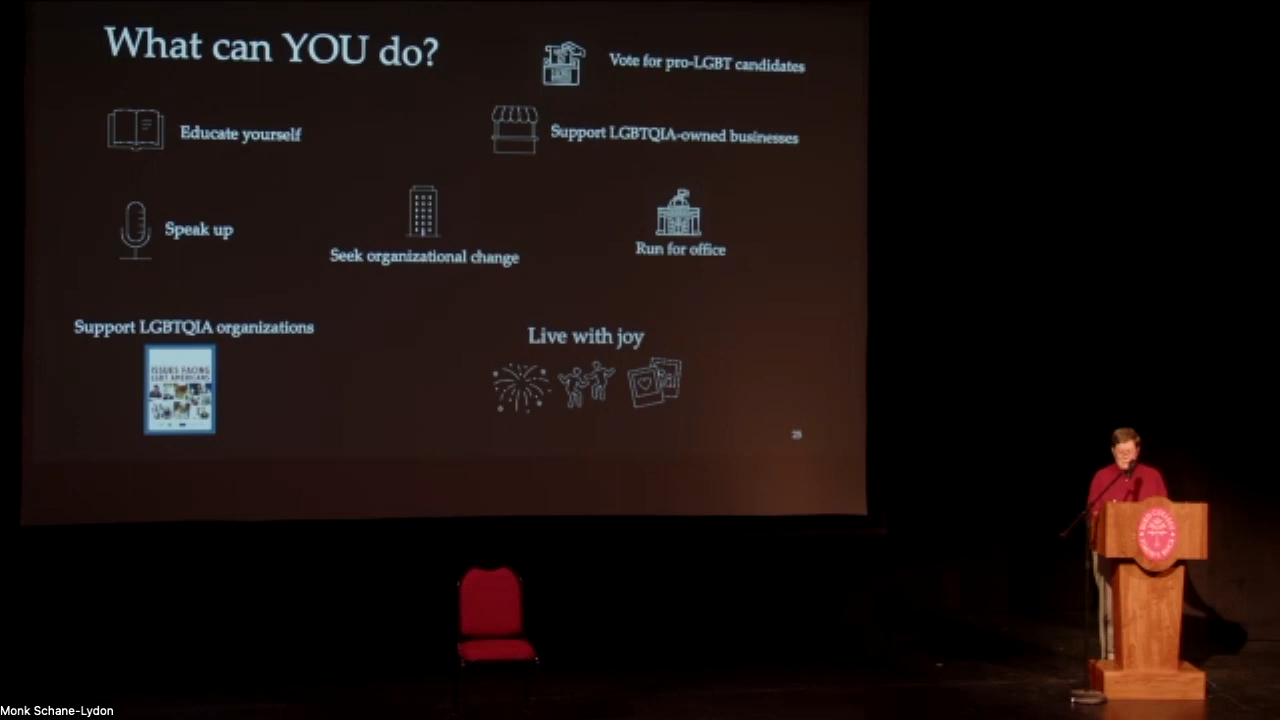 What can YOU do?
Vote for pro-LGBT candidates
Educate yourself
Support LGBTQIA-owned businesses
Speak up
Seek organizational change
Run for office
Support LGBTQIA organizations
ISSUES FACING
LGBT AMERICANS
Live with joy
25
Monk Schane-Lydon